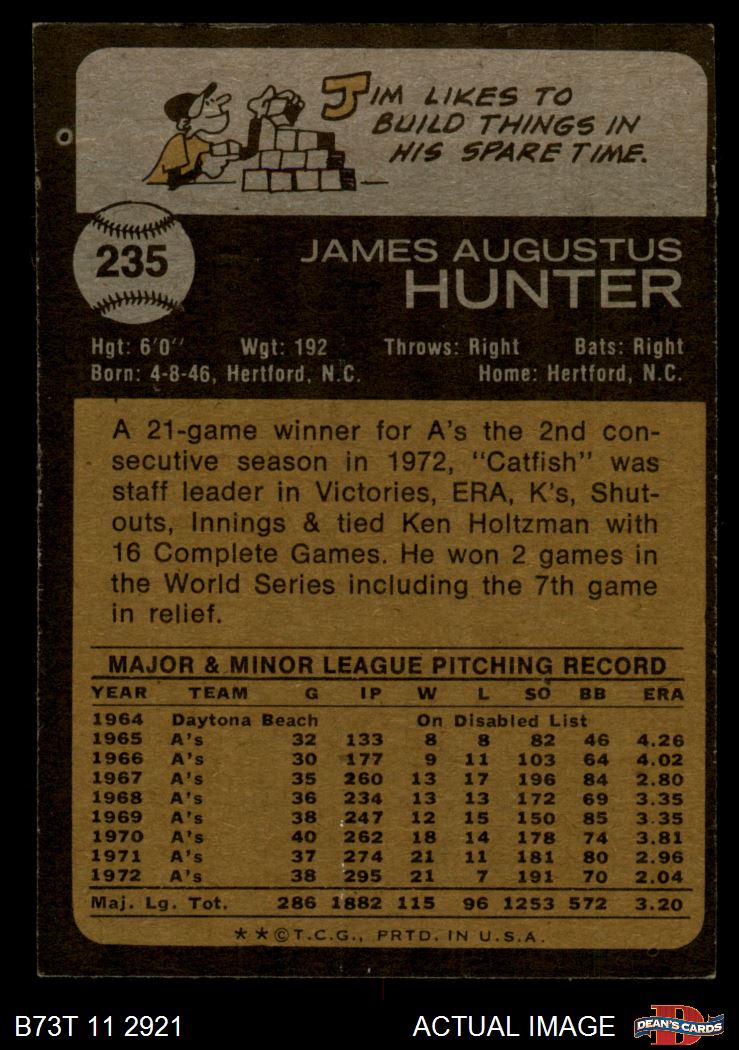 JIM LIKES TO
BUILD THINGS IN
HIS SPARE TIME.
235
JAMES AUGUSTUS
HUNTER
Hgt: 6'0" Wgt: 192 Throws: Right Bats: Right
Born: 4-8-46, Hertford, N.C. Home: Hertford, N.C.
A 21-game winner for A's the 2nd con-
secutive season in 1972, "Catfish" was
staff leader in Victories, ERA, K's, Shut-
outs, Innings & tied Ken Holtzman with
16 Complete Games. He won 2 games in
the World Series including the 7th game
in relief.
MAJOR & MINOR LEAGUE PITCHING RECORD
YEAR TEAM G IP W L SO BB ERA
1964 Daytona Beach On Disabled List
1965 A's 32 133 8 8 82 46 4.26
1966 A's 30 177 9 11 103 64 4.02
1967 A's 35 260 13 17 196 84 2.80
1968 A's 36 234 13 13 172 69 3.35
1969 A's 38 247 12 15 150 85 3.35
1970 A's 40 262 18 14 178 74 3.81
1971 A's 37 274 21 11 181 80 2.96
1972 A's 38 295 21 7 191 70 2.04
Maj. Lg. Tot. 286 1882 115 96 1253 572 3.20
**©T.C.G., PRTD. IN U.S.A.
B73T 11 2921 ACTUAL IMAGE
D
DEAN'S CARDS